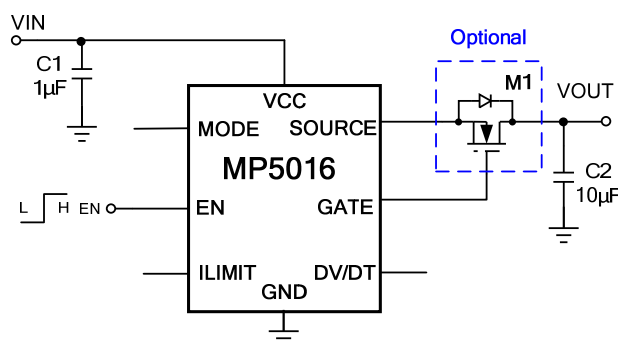 VIN
Optional
C1
1µF
M1
VOUT
VCC
MODE
SOURCE
MP5016
C2
10µF
L H EN
EN
GATE
ILIMIT
DV/DT
GND